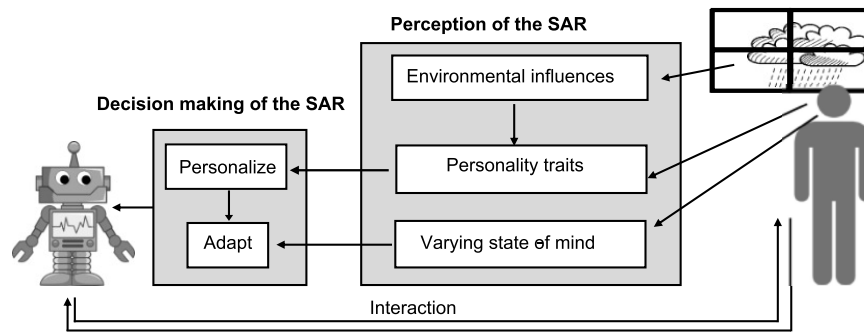 Perception of the SAR
Environmental influences
Decision making of the SAR
Personalize
Personality traits
Adapt
Varying state of mind
Interaction